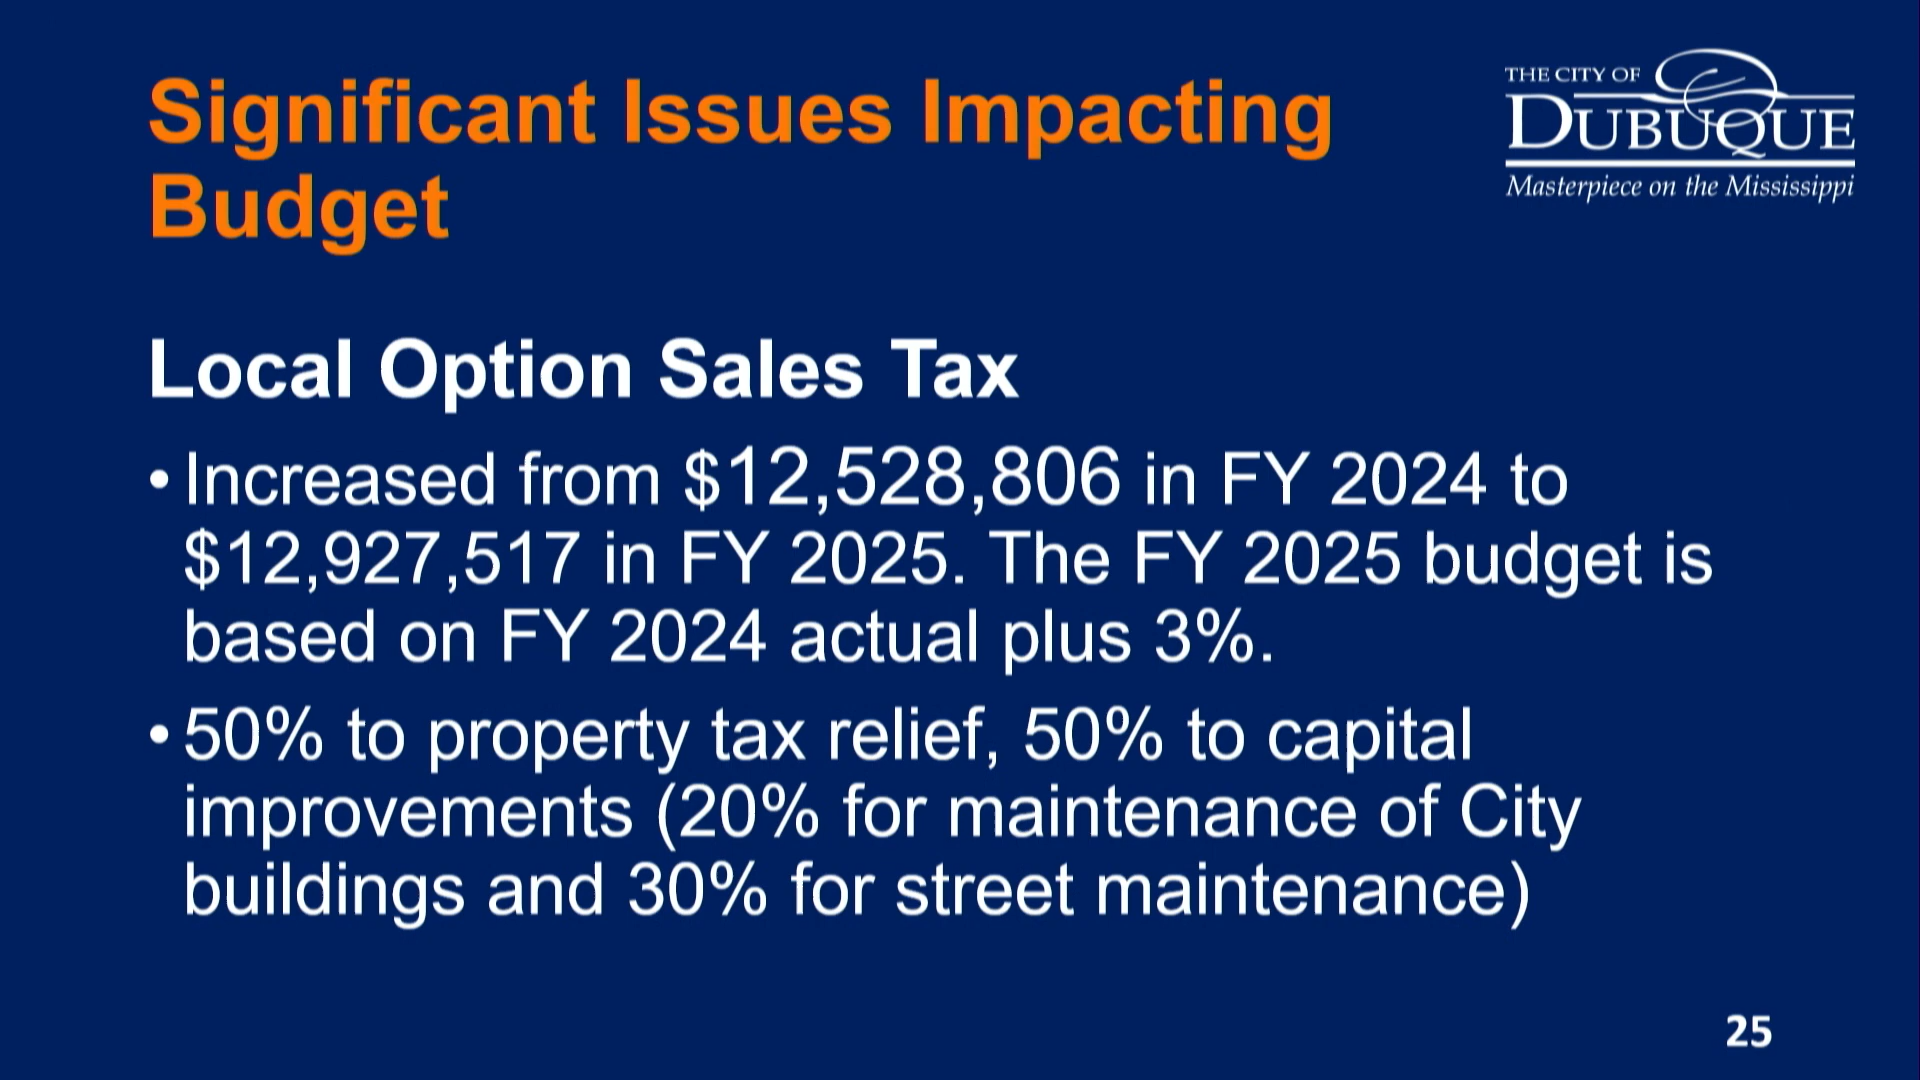 Significant Issues Impacting
Budget
THE CITY OF
DUBUQUE
Masterpiece on the Mississippi
Local Option Sales Tax
• Increased from $12,528,806 in FY 2024 to
$12,927,517 in FY 2025. The FY 2025 budget is
based on FY 2024 actual plus 3%.
• 50% to property tax relief, 50% to capital
improvements (20% for maintenance of City
buildings and 30% for street maintenance)
25